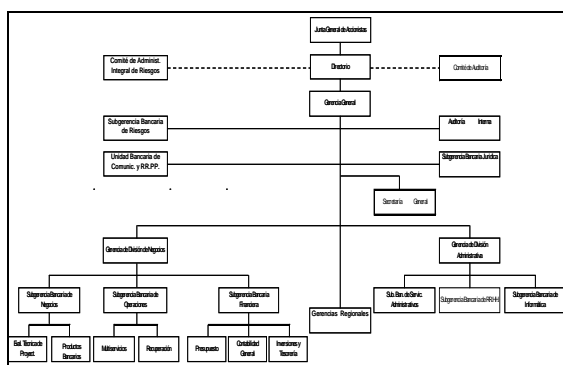 Junta General de Accionistas
Comité de Administ.
Integral de Riesgos
Directorio
Comité de Auditoría
Gerencia General
Subgerencia Bancaria
de Riesgos
Auditoría Interna
Unidad Bancaria de
Comunic. y RR.PP.
Subgerencia Bancaria Jurídica
Secretaría General
Gerencia de División de Negocios
Gerencia de División
Administrativa
Subgerencia Bancaria de
Negocios
Subgerencia Bancaria de
Operaciones
Subgerencia Bancaria
Financiera
Gerencias Regionales
Sub. Ban. de Servic.
Administrativos
Subgerencia Bancaria de RR.HH.
Subgerencia Bancaria de
Informática
Eval. Técnica de
Proyect.
Productos
Bancarios
Multiservicios
Recuperación
Presupuesto
Contabilidad
General
Inversiones y
Tesorería